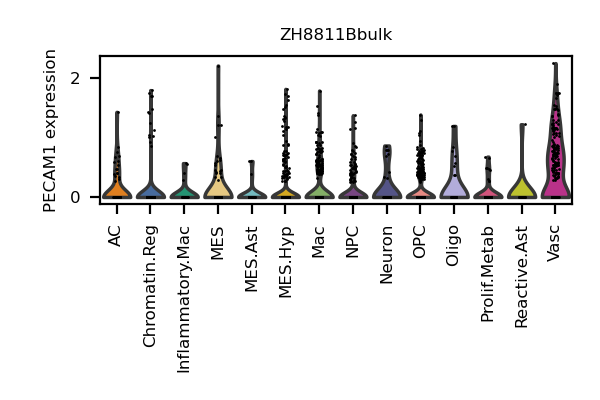 ZH8811Bbulk
PECAM1 expression
2
0
AC
Chromatin.Reg
Inflammatory.Mac
MES
MES.Ast
MES.Hyp
Mac
NPC
Neuron
OPC
Oligo
Prolif.Metab
Reactive.Ast
Vasc